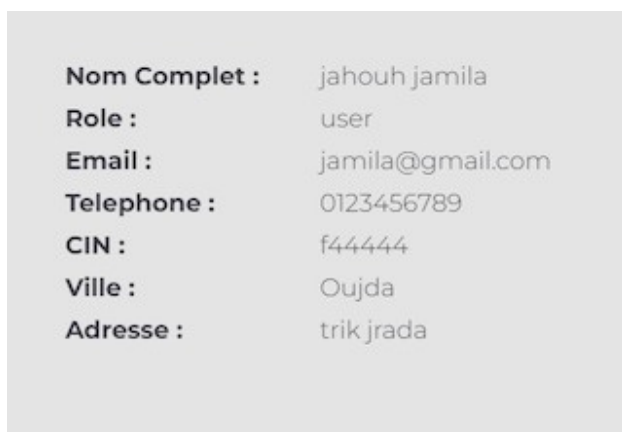 Nom Complet : jahouh jamila
Role : user
Email : jamila@gmail.com
Telephone : 0123456789
CIN : f44444
Ville : Oujda
Adresse : trik jrada